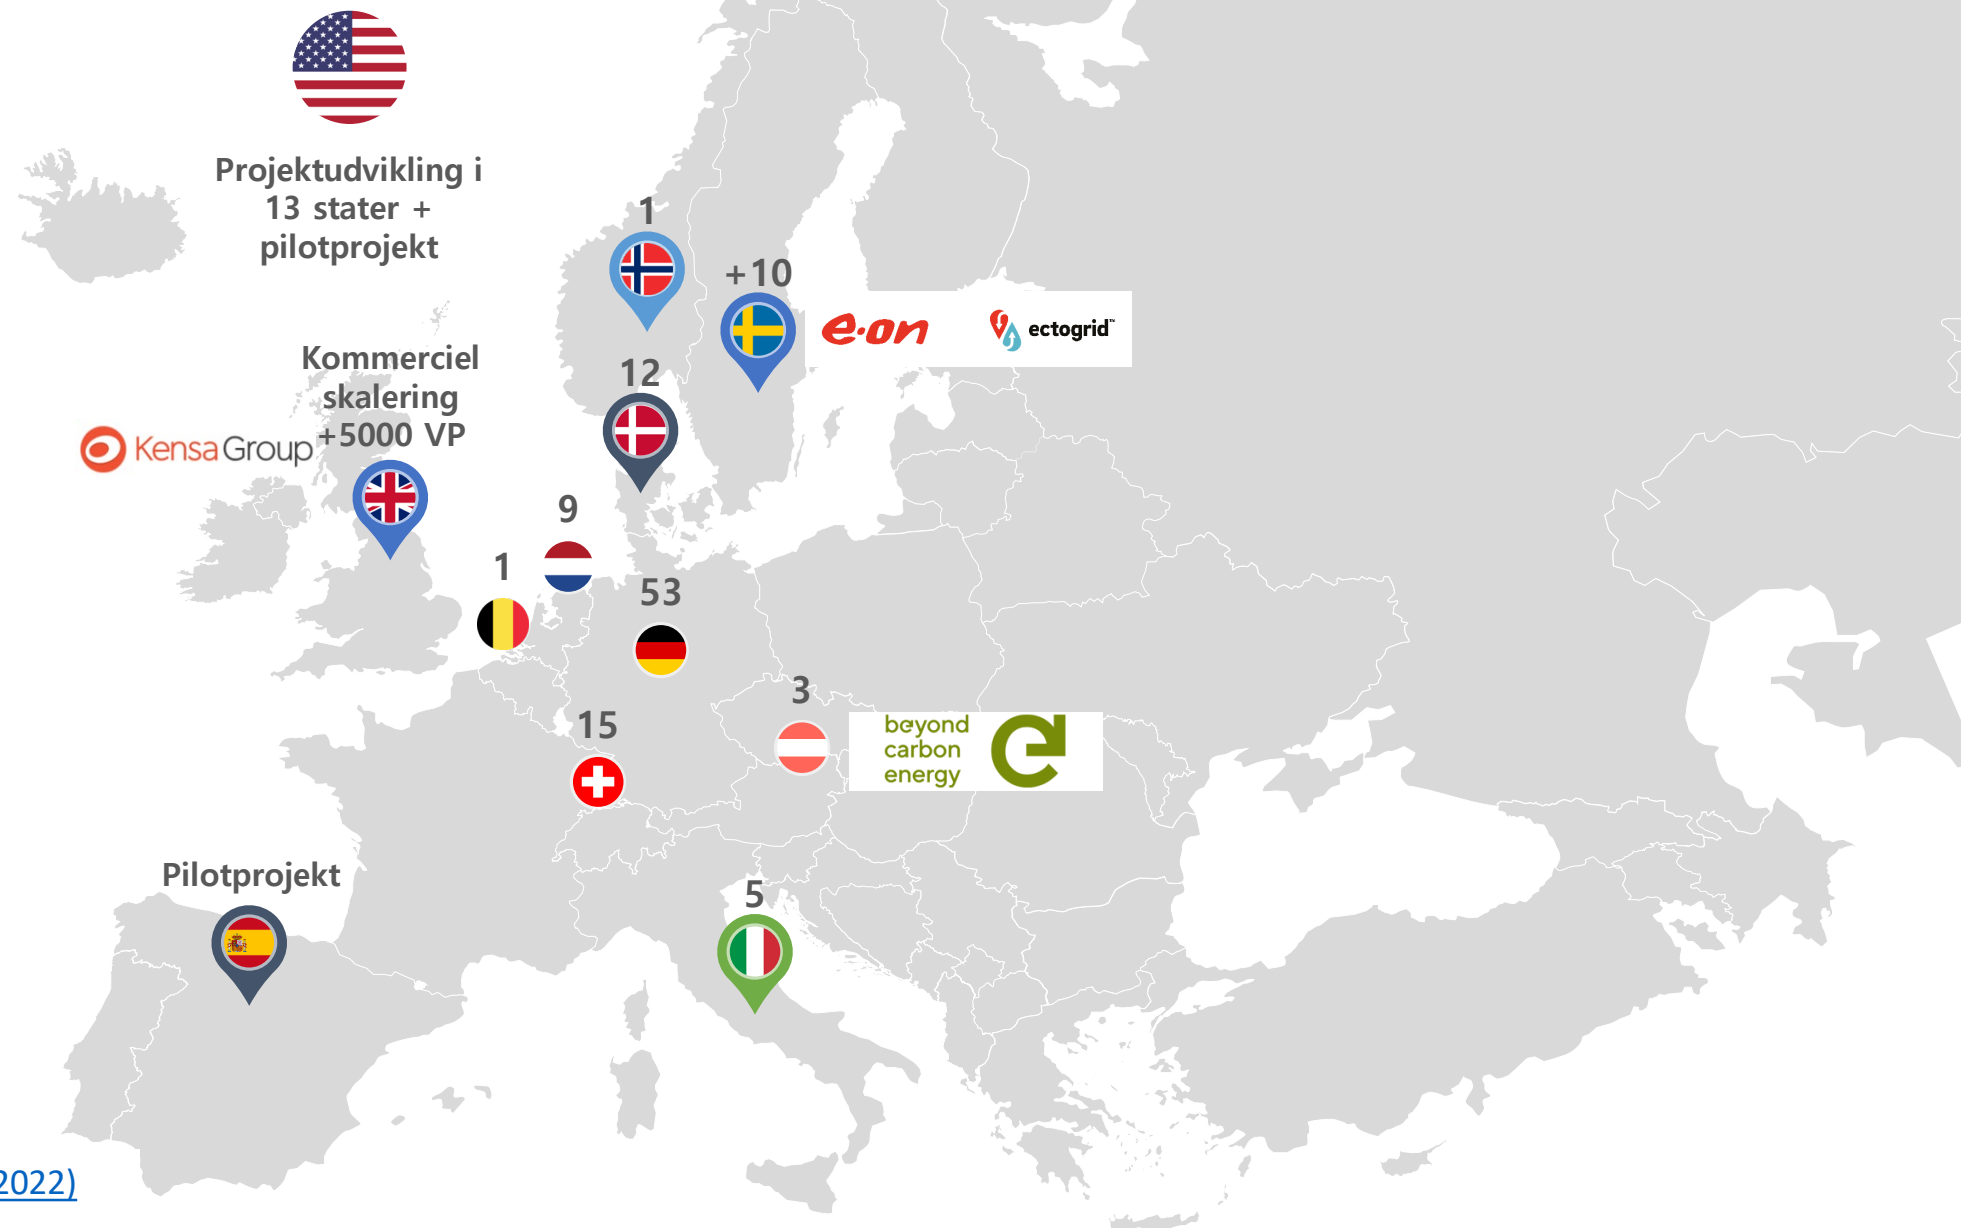 Projektudvikling i
13 stater +
pilotprojekt
1
+10
e·on
ectogrid™
Kommerciel
skalering
+5000 VP
KensaGroup
12
9
1
53
3
beyond
carbon
energy
15
Pilotprojekt
5
2022)